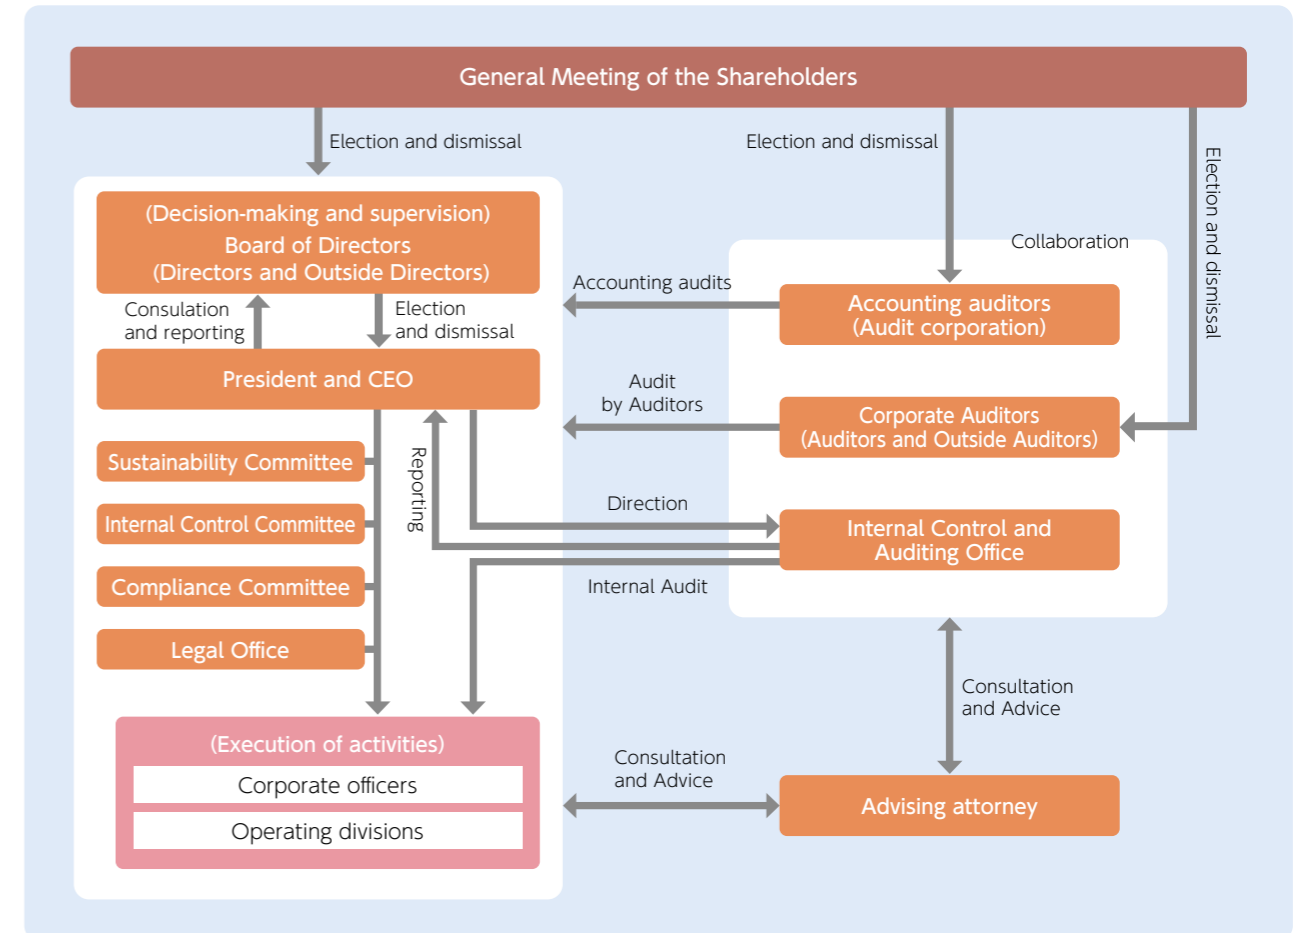 General Meeting of the Shareholders
Election and dismissal
Election and dismissal
Election and dismissal
(Decision-making and supervision)
Board of Directors
(Directors and Outside Directors)
Consulation
and reporting
Election
and dismissal
President and CEO
Sustainability Committee
Internal Control Committee
Compliance Committee
Legal Office
Reporting
(Execution of activities)
Corporate officers
Operating divisions
Accounting audits
Audit
by Auditors
Direction
Internal Audit
Collaboration
Accounting auditors
(Audit corporation)
Corporate Auditors
(Auditors and Outside Auditors)
Internal Control and
Auditing Office
Consultation
and Advice
Consultation
and Advice
Advising attorney